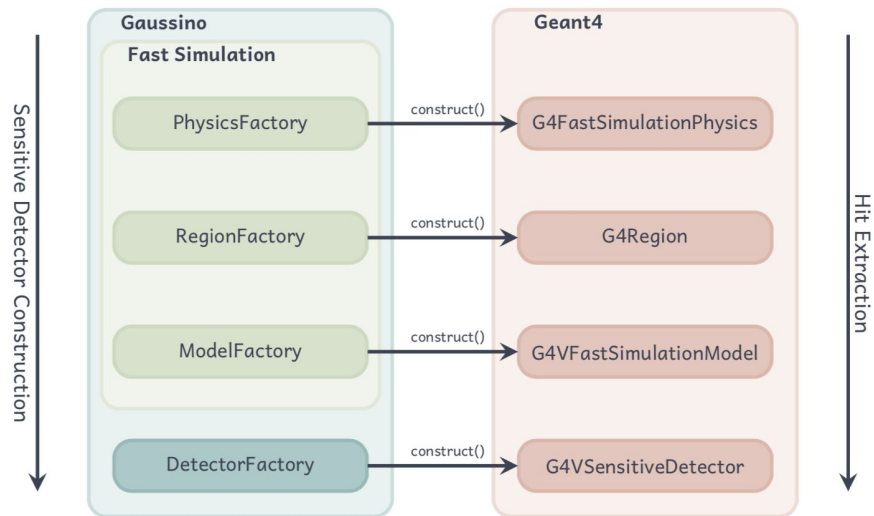 Gaussino
Fast Simulation
Geant4
Sensitive Detector Construction
PhysicsFactory
construct()
G4FastSimulationPhysics
RegionFactory
construct()
G4Region
ModelFactory
construct()
G4VFastSimulationModel
DetectorFactory
construct()
G4VSensitiveDetector
Hit Extraction